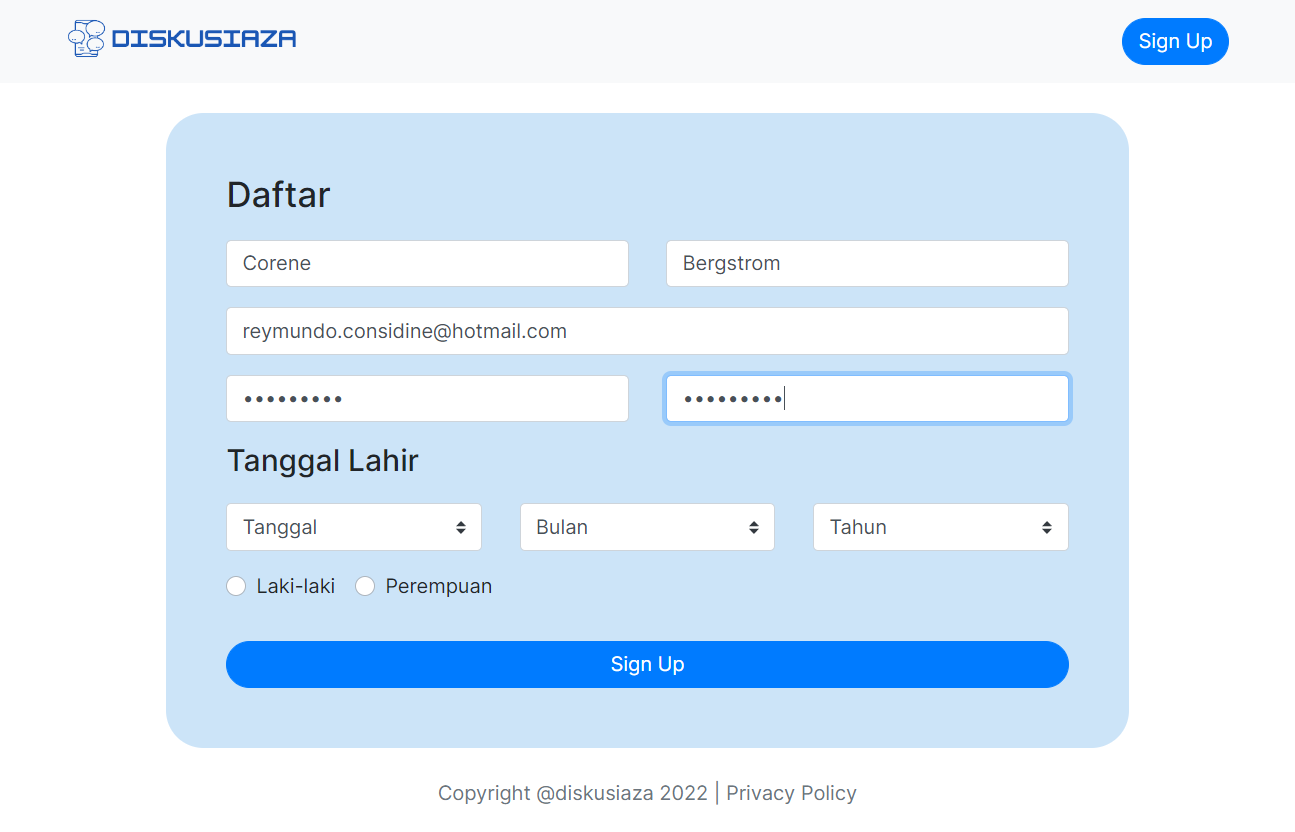 DISKUSIAZA
Sign Up
Daftar
Corene
Bergstrom
reymundo.considine@hotmail.com
•••••••••
•••••••••
Tanggal Lahir
Tanggal
Bulan
Tahun
Laki-laki
Perempuan
Sign Up
Copyright @diskusiaza 2022 | Privacy Policy